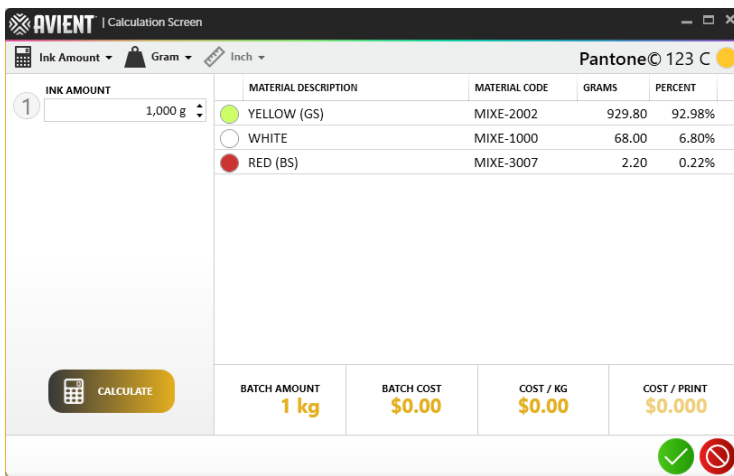 AVIENT | Calculation Screen
Ink Amount Gram Inch Pantone© 123 C
INK AMOUNT
1 1,000 g
MATERIAL DESCRIPTION MATERIAL CODE GRAMS PERCENT
YELLOW (GS) MIXE-2002 929.80 92.98%
WHITE MIXE-1000 68.00 6.80%
RED (BS) MIXE-3007 2.20 0.22%
CALCULATE
BATCH AMOUNT BATCH COST COST / KG COST / PRINT
1 kg $0.00 $0.00 $0.000